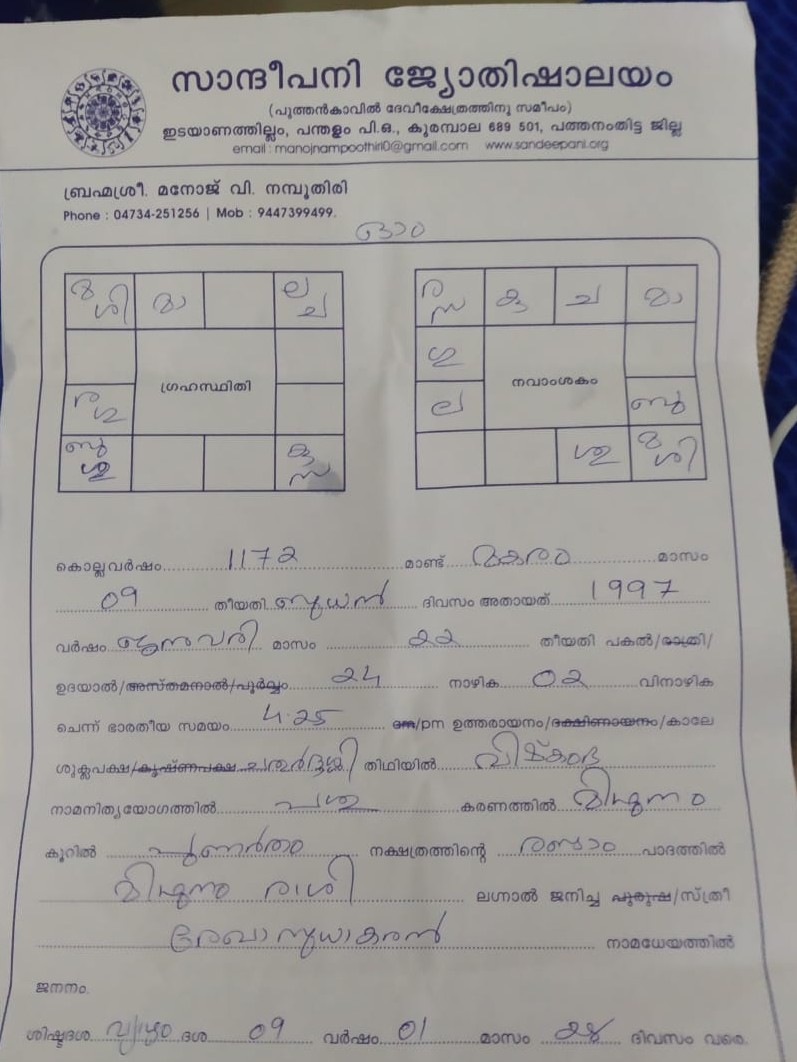 സാന്ദീപനി ജ്യോതിഷാലയം
(പുത്തൻകാവിൽ ദേവീക്ഷേത്രത്തിനു സമീപം)
ഇടയാണത്തില്ലം, പന്തളം പി.ഒ., കുരമ്പാല 689 501, പത്തനംതിട്ട ജില്ല
email : manojnampoothiri0@gmail.com www.sandeepani.org
ബ്രഹ്മശ്രീ. മനോജ് വി. നമ്പൂതിരി
Phone : 04734-251256 | Mob : 9447399499.
ഓം
മ ശി മാ ല ച
ര ഗു
ഗ്രഹസ്ഥിതി
ബു ശു കു സ
ര സ കു ച മാ
ഗു
ല നവാംശകം ബു
ശു മ ശി
കൊല്ലവർഷം 1172 മാണ്ട് മകരം മാസം
09 തീയതി ബുധൻ ദിവസം അതായത് 1997
വർഷം ജനുവരി മാസം 22 തീയതി പകൽ/രാത്രി/
ഉദയാൽ/അസ്തമനാൽ/പൂർവ്വം 24 നാഴിക 02 വിനാഴിക
ചെന്ന് ഭാരതീയ സമയം 4.25 am/pm ഉത്തരായനം/ദക്ഷിണായനം/കാലേ
ശുക്ലപക്ഷ/കൃഷ്ണപക്ഷ ചതുർദ്ദശി തിഥിയിൽ വിഷ്കംഭ
നാമനിത്യയോഗത്തിൽ പശു കരണത്തിൽ മിഥുനം
കൂറിൽ പുണർതം നക്ഷത്രത്തിന്റെ രണ്ടാം പാദത്തിൽ
മിഥുനം രാശി ലഗ്നാൽ ജനിച്ച പുരുഷ/സ്ത്രീ
രേഖാ സുധാകരൻ നാമധേയത്തിൽ
ജനനം.
ശിഷ്ടദശ വ്യാഴം ദശ 09 വർഷം 01 മാസം ദിവസം വരെ.